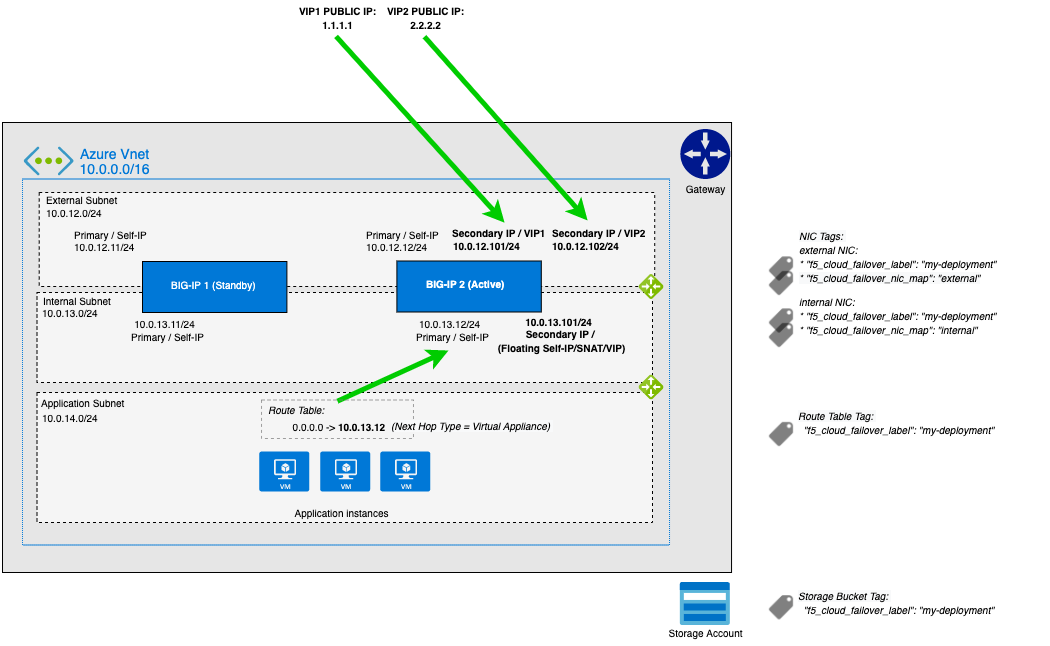 VIP1 PUBLIC IP:
1.1.1.1
VIP2 PUBLIC IP:
2.2.2.2
Azure Vnet
10.0.0.0/16
Gateway
External Subnet
10.0.12.0/24
Primary / Self-IP
10.0.12.11/24
Primary / Self-IP
10.0.12.12/24
Secondary IP / VIP1
10.0.12.101/24
Secondary IP / VIP2
10.0.12.102/24
BIG-IP 1 (Standby)
BIG-IP 2 (Active)
Internal Subnet
10.0.13.0/24
10.0.13.11/24
Primary / Self-IP
10.0.13.12/24
Primary / Self-IP
10.0.13.101/24
Secondary IP /
(Floating Self-IP/SNAT/VIP)
Application Subnet
10.0.14.0/24
Route Table:
0.0.0.0 -> 10.0.13.12 (Next Hop Type = Virtual Appliance)
VM
VM
VM
Application instances
NIC Tags:
external NIC:
* "f5_cloud_failover_label": "my-deployment"
* "f5_cloud_failover_nic_map": "external"
internal NIC:
* "f5_cloud_failover_label": "my-deployment"
* "f5_cloud_failover_nic_map": "internal"
Route Table Tag:
"f5_cloud_failover_label": "my-deployment"
Storage Bucket Tag:
"f5_cloud_failover_label": "my-deployment"
Storage Account